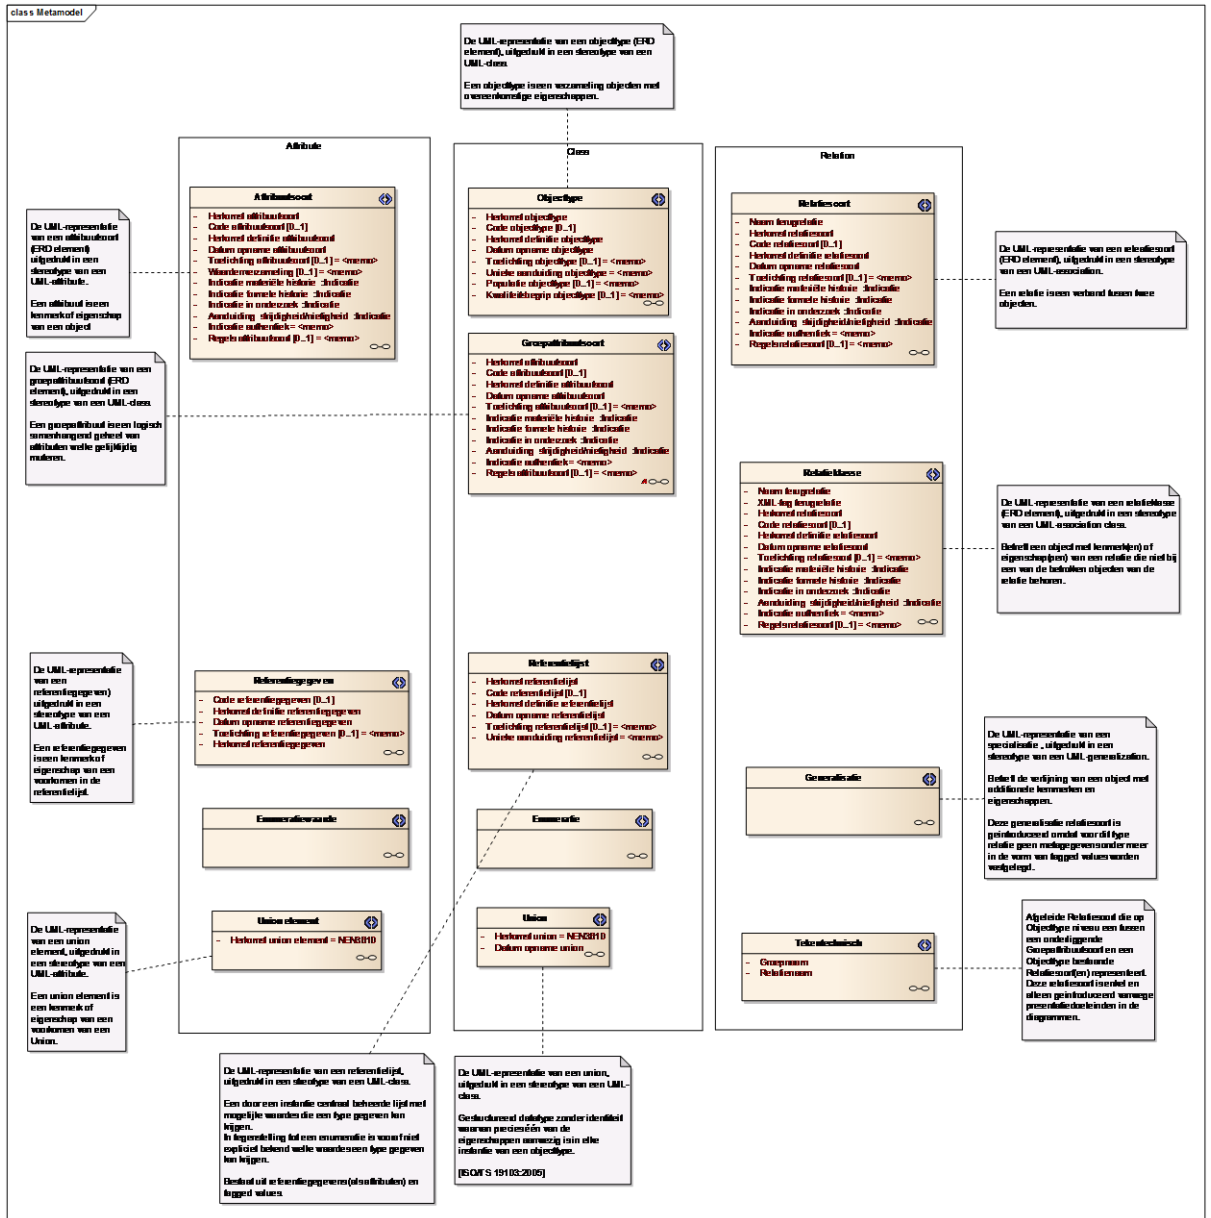 class Metamodel
De UML-representatie van een objecttype (ERD
element), uitgedrukt in een stereotype van een
UML-class.
Een objecttype is een verzameling objecten met
overeenkomstige eigenschappen.
Attribute
Attribuutsoort
- Herkomst attribuutsoort
- Code attribuutsoort [0..1]
- Herkomst definitie attribuutsoort
- Datum opname attribuutsoort
- Toelichting attribuutsoort [0..1] = <memo>
- Waardenverzameling [0..1] = <memo>
- Indicatie materiële historie :Indicatie
- Indicatie formele historie :Indicatie
- Indicatie in onderzoek :Indicatie
- Aanduiding strijdigheid/nietigheid :Indicatie
- Indicatie authentiek = <memo>
- Regels attribuutsoort [0..1] = <memo>
De UML-representatie
van een attribuutsoort
(ERD element)
uitgedrukt in een
stereotype van een
UML-attribute.
Een attribuut is een
kenmerk of eigenschap
van een object
De UML-representatie van een
groepattribuutsoort (ERD
element), uitgedrukt in een
stereotype van een UML-class.
Een groepattribuut is een logisch
samenhangend geheel van
attributen welke gelijktijdig
muteren.
Referentiegegeven
- Code referentiegegeven [0..1]
- Herkomst definitie referentiegegeven
- Datum opname referentiegegeven
- Toelichting referentiegegeven [0..1] = <memo>
- Herkomst referentiegegeven
De UML-representatie
van een
referentiegegeven)
uitgedrukt in een
stereotype van een
UML-attribute.
Een referentiegegeven
is een kenmerk of
eigenschap van een
voorkomen in de
referentielijst.
Enumeratiewaarde
Union element
- Herkomst union element = NEN3610
De UML-representatie
van een union
element, uitgedrukt in
een stereotype van een
UML-attribute.
Een union element is
een kenmerk of
eigenschap van een
voorkomen van een
Union.
Class
Objecttype
- Herkomst objecttype
- Code objecttype [0..1]
- Herkomst definitie objecttype
- Datum opname objecttype
- Toelichting objecttype [0..1] = <memo>
- Unieke aanduiding objecttype = <memo>
- Populatie objecttype [0..1] = <memo>
- Kwaliteitsbegrip objecttype [0..1] = <memo>
Groepattribuutsoort
- Herkomst attribuutsoort
- Code attribuutsoort [0..1]
- Herkomst definitie attribuutsoort
- Datum opname attribuutsoort
- Toelichting attribuutsoort [0..1] = <memo>
- Indicatie materiële historie :Indicatie
- Indicatie formele historie :Indicatie
- Indicatie in onderzoek :Indicatie
- Aanduiding strijdigheid/nietigheid :Indicatie
- Indicatie authentiek = <memo>
- Regels attribuutsoort [0..1] = <memo>
Referentielijst
- Herkomst referentielijst
- Code referentielijst [0..1]
- Herkomst definitie referentielijst
- Datum opname referentielijst
- Toelichting referentielijst [0..1] = <memo>
- Unieke aanduiding referentielijst = <memo>
Enumeratie
Union
- Herkomst union = NEN3610
- Datum opname union
De UML-representatie van een referentielijst,
uitgedrukt in een stereotype van een UML-class.
Een door een instantie centraal beheerde lijst met
mogelijke waardes die een type gegeven kan
krijgen.
In tegenstelling tot een enumeratie is vooraf niet
expliciet bekend welke waardes een type gegeven
kan krijgen.
Bestaat uit referentiegegevens (als attributen) en
tagged values.
De UML-representatie van een union,
uitgedrukt in een stereotype van een UML-
class.
Gestructureerd datatype zonder identiteit
waarvan precies één van de
eigenschappen aanwezig is in elke
instantie van een objecttype.
[ISO/TS 19103:2005]
Relation
Relatiesoort
- Naam terugrelatie
- Herkomst relatiesoort
- Code relatiesoort [0..1]
- Herkomst definitie relatiesoort
- Datum opname relatiesoort
- Toelichting relatiesoort [0..1] = <memo>
- Indicatie materiële historie :Indicatie
- Indicatie formele historie :Indicatie
- Indicatie in onderzoek :Indicatie
- Aanduiding strijdigheid/nietigheid :Indicatie
- Indicatie authentiek = <memo>
- Regels relatiesoort [0..1] = <memo>
De UML-representatie van een releatiesoort
(ERD element), uitgedrukt in een stereotype
van een UML-association.
Een relatie is een verband tussen twee
objecten.
Relatieklasse
- Naam terugrelatie
- XML-tag terugrelatie
- Herkomst relatiesoort
- Code relatiesoort [0..1]
- Herkomst definitie relatiesoort
- Datum opname relatiesoort
- Toelichting relatiesoort [0..1] = <memo>
- Indicatie materiële historie :Indicatie
- Indicatie formele historie :Indicatie
- Indicatie in onderzoek :Indicatie
- Aanduiding strijdigheid/nietigheid :Indicatie
- Indicatie authentiek = <memo>
- Regels relatiesoort [0..1] = <memo>
De UML-representatie van een relatieklasse
(ERD element), uitgedrukt in een stereotype
van een UML-association class.
Betreft een object met kenmerk(en) of
eigenschap(pen) van een relatie die niet bij
een van de betrokken objecten van de
relatie behoren.
Generalisatie
De UML-representatie van een
specialisatie , uitgedrukt in een
stereotype van een UML-generalization.
Betreft de verfijning van een object met
additionele kenmerken en
eigenschappen.
Deze generalisatie relatiesoort is
geïntroduceerd omdat voor dit type
relatie geen metagegevens onder meer
in de vorm van tagged values worden
vastgelegd.
Tekentechnisch
- Groepnaam
- Relatienaam
Afgeleide Relatiesoort die op
Objecttype niveau een tussen
een onderliggende
Groepattribuutsoort en een
Objecttype bestaande
Relatiesoort(en) representeert.
Deze relatiesoort is enkel en
alleen geïntroduceerd vanwege
presentatiedoeleinden in de
diagrammen.